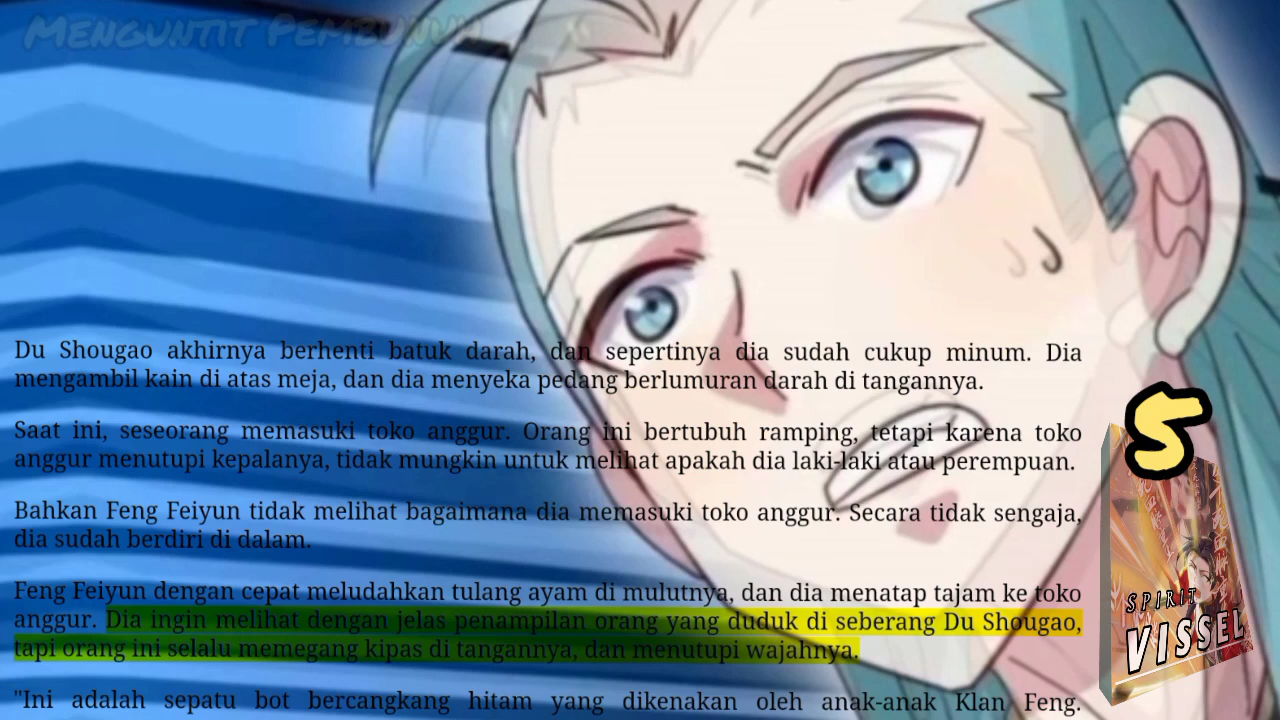 Menguntit Pembunuh
Du Shougao akhirnya berhenti batuk darah, dan sepertinya dia sudah cukup minum. Dia
mengambil kain di atas meja, dan dia menyeka pedang berlumuran darah di tangannya.
Saat ini, seseorang memasuki toko anggur. Orang ini bertubuh ramping, tetapi karena toko
anggur menutupi kepalanya, tidak mungkin untuk melihat apakah dia laki-laki atau perempuan.
Bahkan Feng Feiyun tidak melihat bagaimana dia memasuki toko anggur. Secara tidak sengaja,
dia sudah berdiri di dalam.
Feng Feiyun dengan cepat meludahkan tulang ayam di mulutnya, dan dia menatap tajam ke toko
anggur. Dia ingin melihat dengan jelas penampilan orang yang duduk di seberang Du Shougao,
tapi orang ini selalu memegang kipas di tangannya, dan menutupi wajahnya.
"Ini adalah sepatu bot bercangkang hitam yang dikenakan oleh anak-anak Klan Feng.
S
SPIRIT
VISSEL